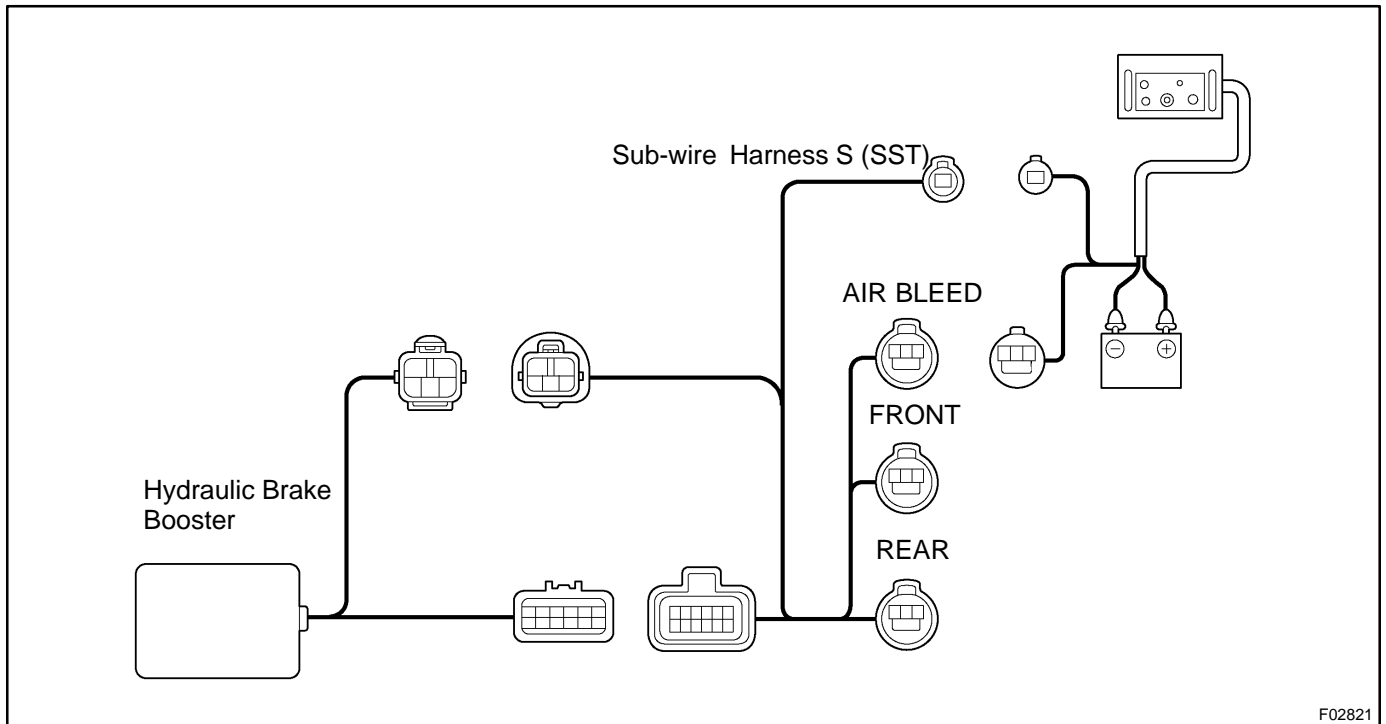 Sub-wire Harness S (SST)
AIR BLEED
− +
FRONT
Hydraulic Brake
Booster
REAR
F02821